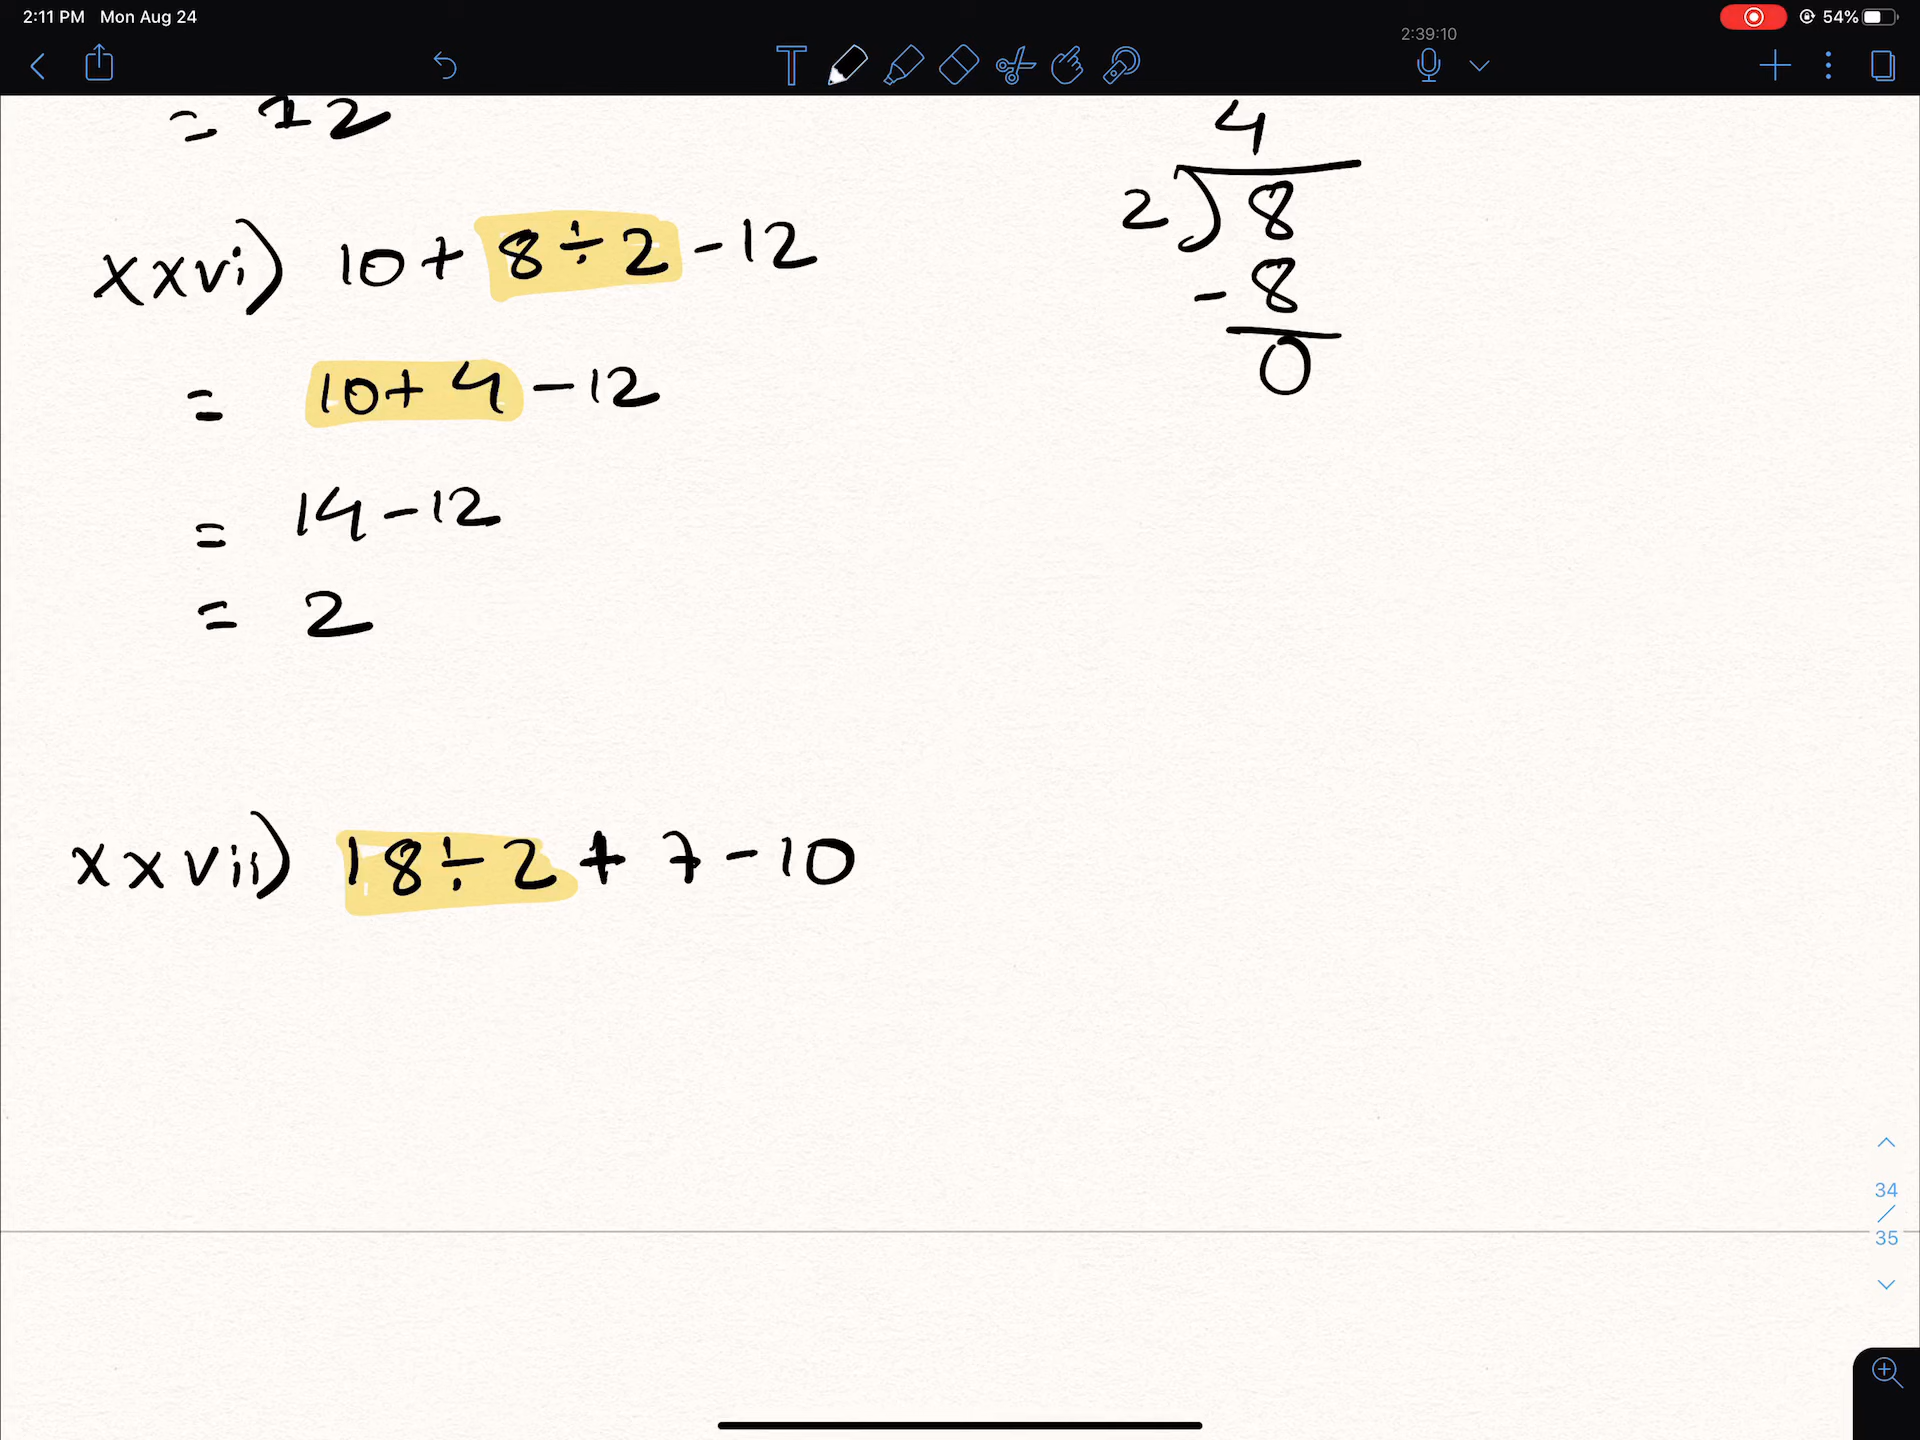 2:11 PM Mon Aug 24
54%
2:39:10
T
= 12
xxvi) 10 + 8 ÷ 2 - 12
= 10 + 4 - 12
= 14 - 12
= 2
4
2) 8
- 8
0
xxvii) 18 ÷ 2 + 7 - 10
34
/
35